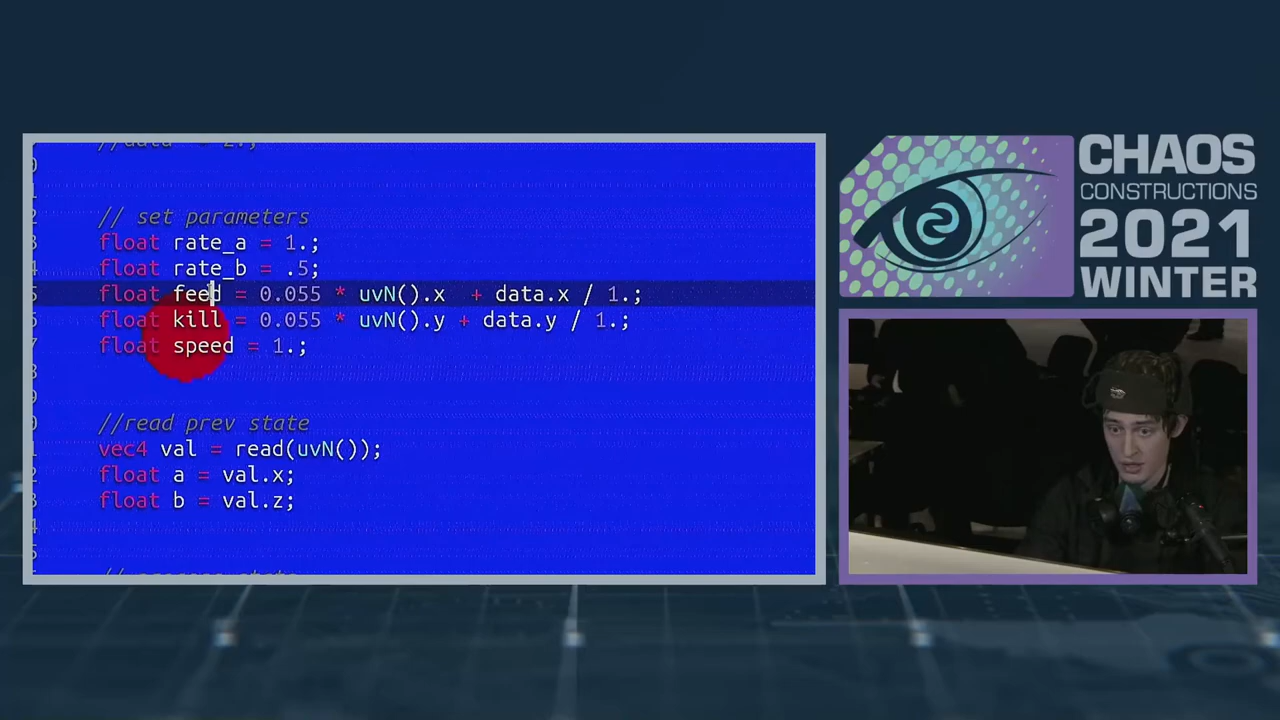 // set parameters
float rate_a = 1.;
float rate_b = .5;
float feed = 0.055 * uvN().x  + data.x / 1.;
float kill = 0.055 * uvN().y + data.y / 1.;
float speed = 1.;
//read prev state
vec4 val = read(uvN());
float a = val.x;
float b = val.z;
CHAOS
CONSTRUCTIONS
2021
WINTER